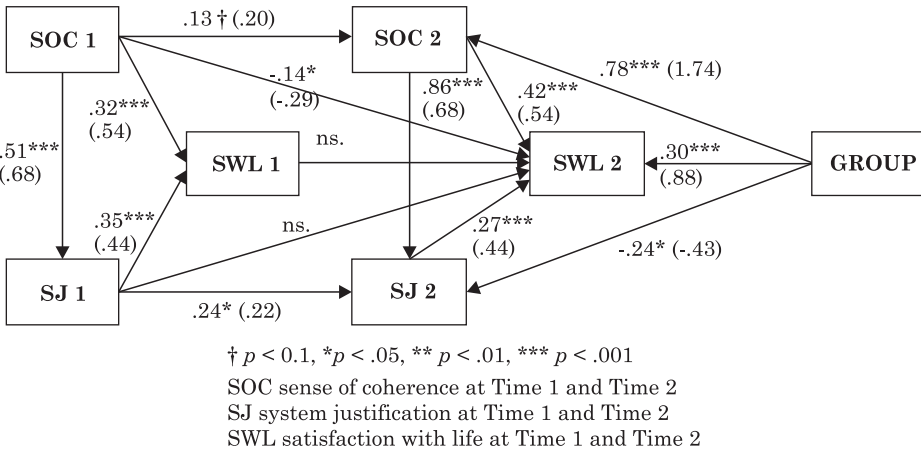 SOC 1
.13 † (.20)
SOC 2
-.14*
(-.29)
.86***
(.68)
.42***
(.54)
.78*** (1.74)
.32***
(.54)
.51***
(.68)
SWL 1
ns.
SWL 2
.30***
(.88)
GROUP
.35***
(.44)
ns.
.27***
(.44)
-.24* (-.43)
SJ 1
.24* (.22)
SJ 2
† p < 0.1, *p < .05, ** p < .01, *** p < .001
SOC sense of coherence at Time 1 and Time 2
SJ system justification at Time 1 and Time 2
SWL satisfaction with life at Time 1 and Time 2